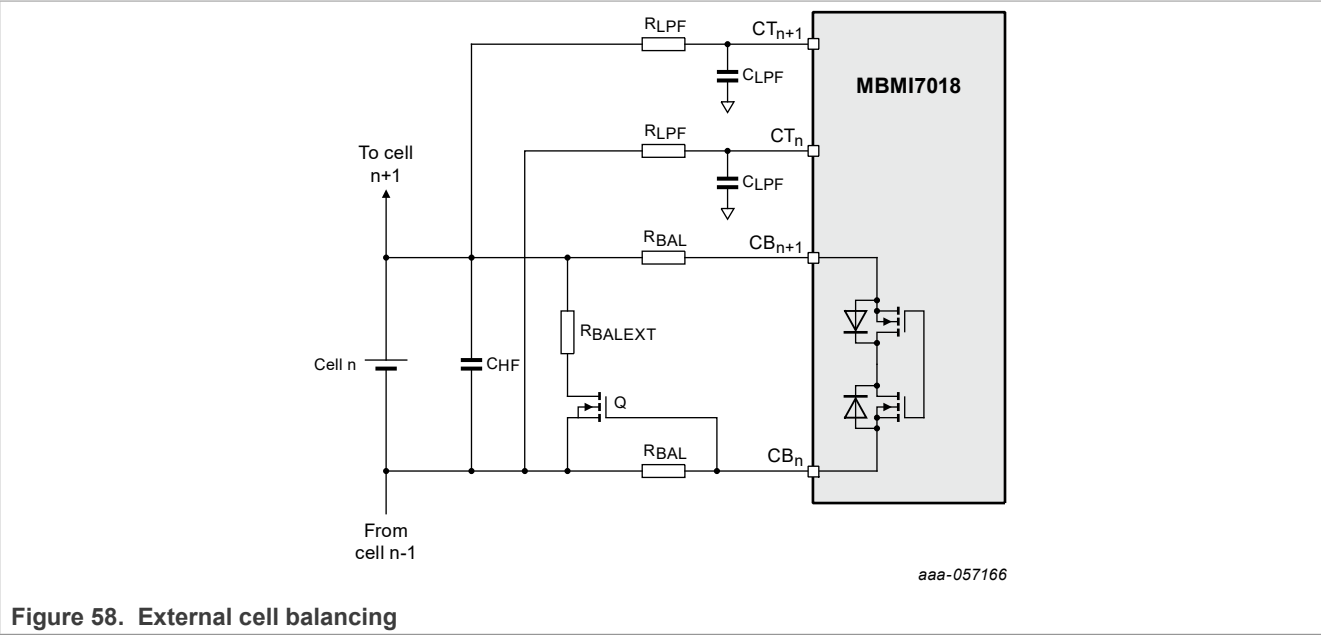 RLPF
CTn+1
CLPF
MBMI7018
RLPF
CTn
CLPF
To cell
n+1
RBAL
CBn+1
RBALEXT
Cell n
CHF
Q
RBAL
CBn
From
cell n-1
aaa-057166
Figure 58. External cell balancing